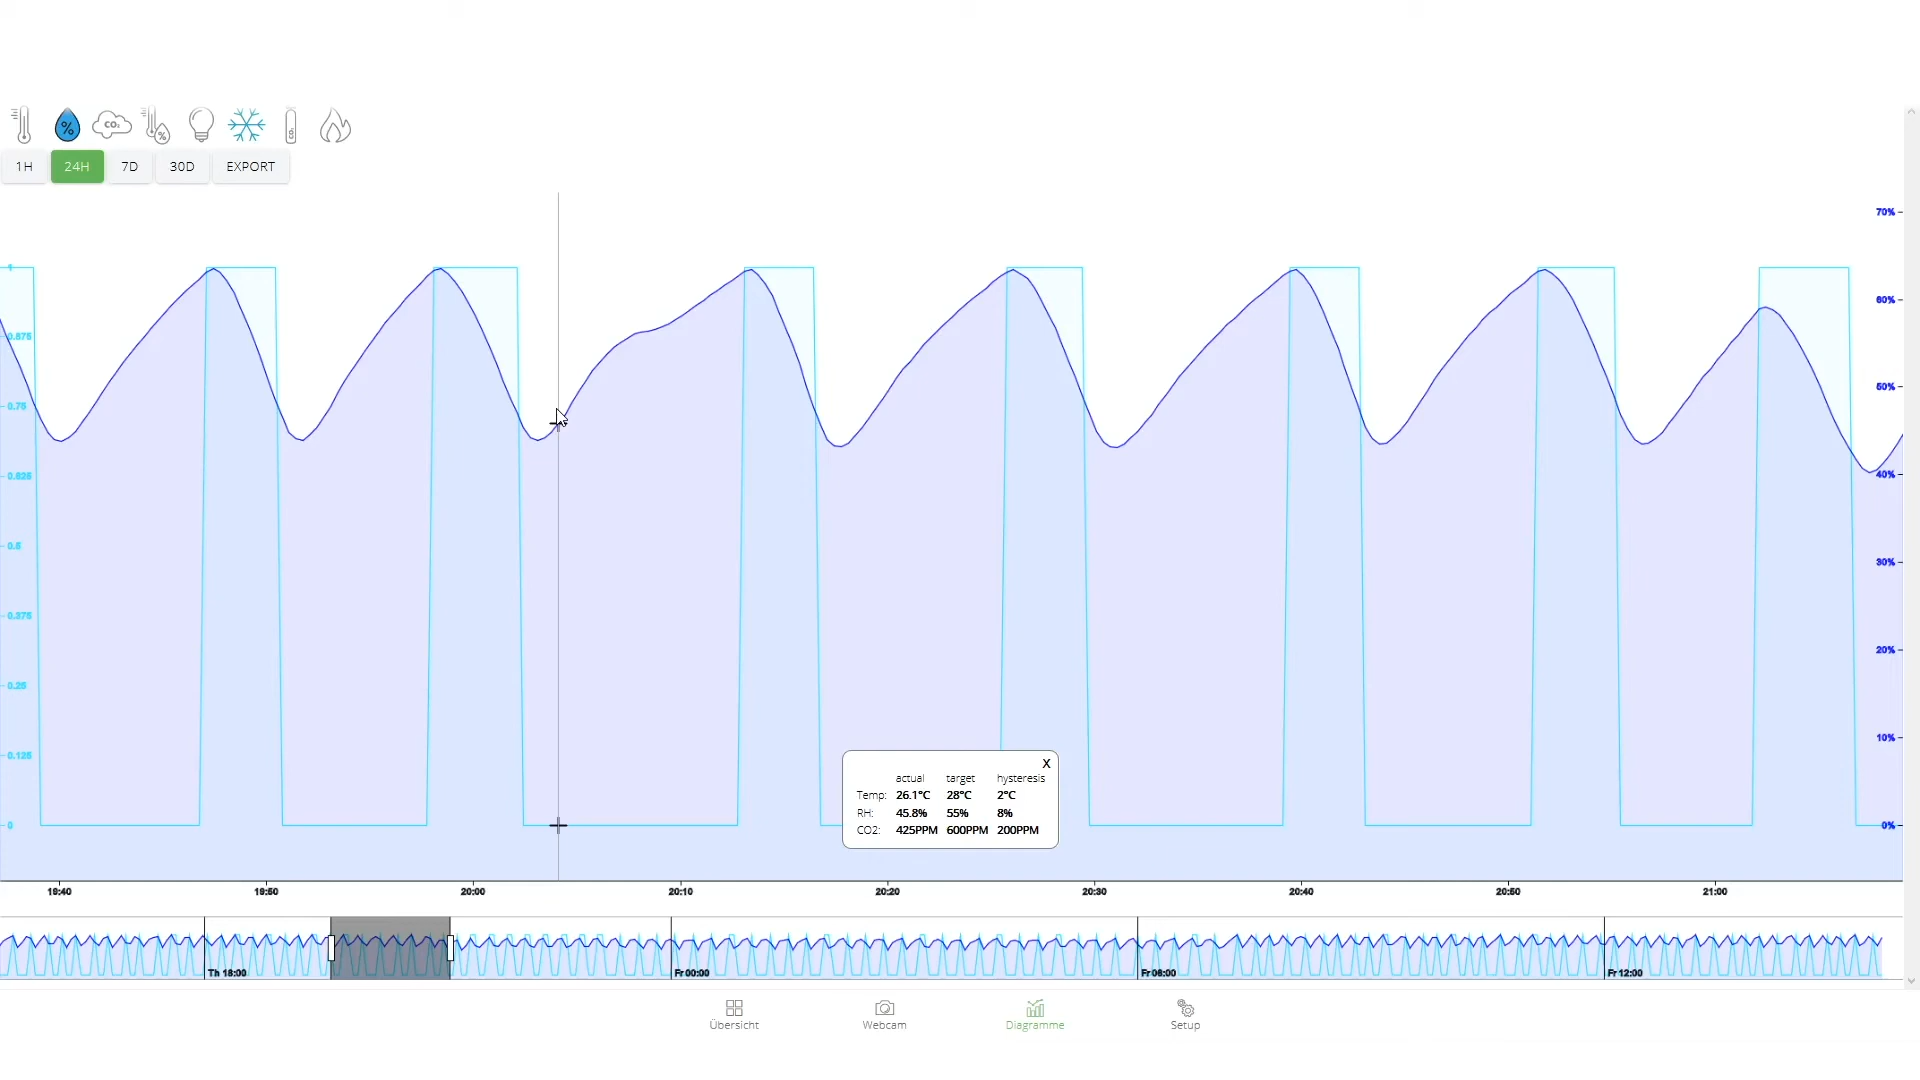 CO₂
%
%
1H 24H 7D 30D EXPORT
70%
1
60%
0.875
50%
0.75
0.625
40%
0.5
30%
0.375
20%
0.25
0.125
10%
X
actual target hysteresis
Temp: 26.1°C 28°C 2°C
RH: 45.8% 55% 8%
CO2: 425PPM 600PPM 200PPM
0
0%
19:40 19:50 20:00 20:10 20:20 20:30 20:40 20:50 21:00
Th 18:00 Fr 00:00 Fr 06:00 Fr 12:00
Übersicht Webcam Diagramme Setup